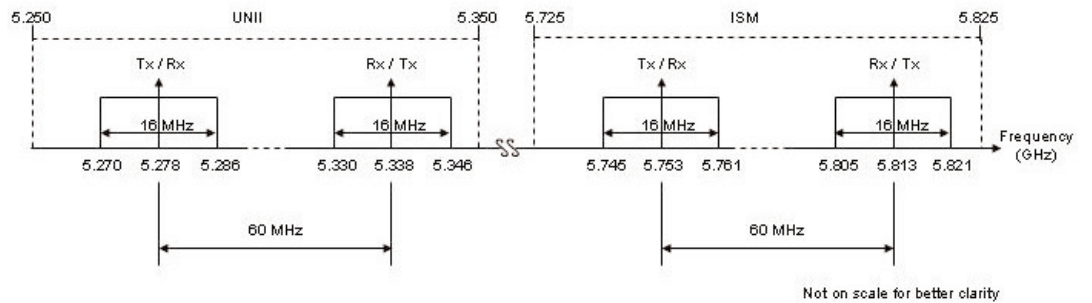 5.250 UNII 5.350 5.725 ISM 5.825
Tx / Rx Rx / Tx Tx / Rx Rx / Tx
16 MHz 16 MHz 16 MHz 16 MHz
Frequency
(GHz)
5.270 5.278 5.286 5.330 5.338 5.346 5.745 5.753 5.761 5.805 5.813 5.821
60 MHz 60 MHz
Not on scale for better clarity